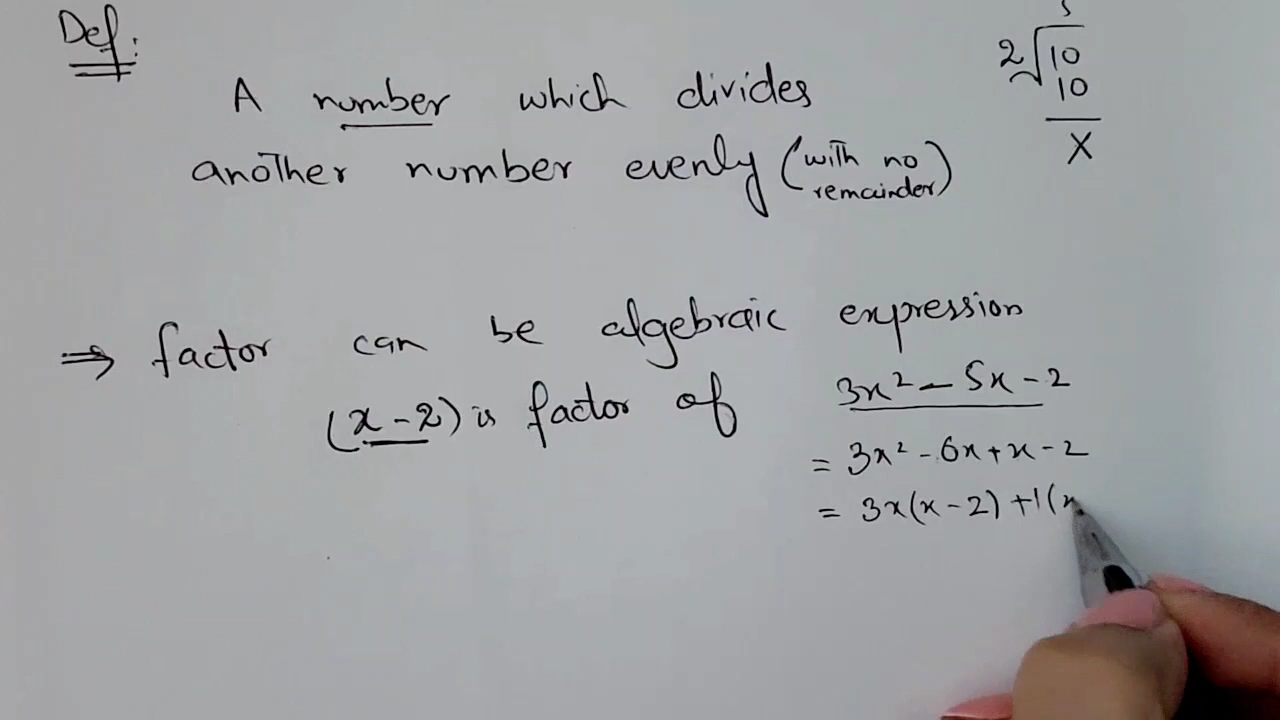 Def:
A number which divides
another number evenly (with no
remainder)
5
2√10
10
X
⇒ factor can be algebraic expression
(x-2) is factor of 3x² - 5x - 2
= 3x² - 6x + x - 2
= 3x(x - 2) + 1(x